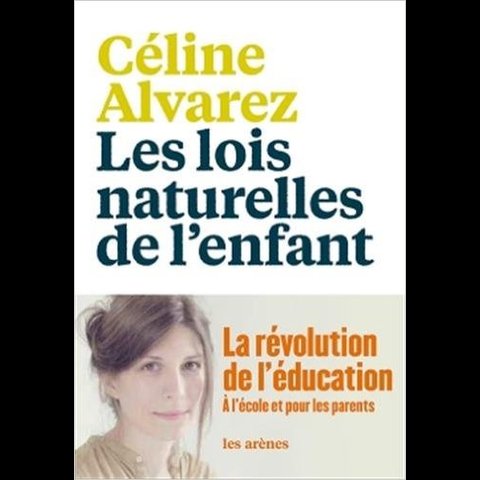 Céline
Alvarez
Les lois
naturelles
de l'enfant
La révolution
de l'éducation
À l'école et pour les parents
les arènes